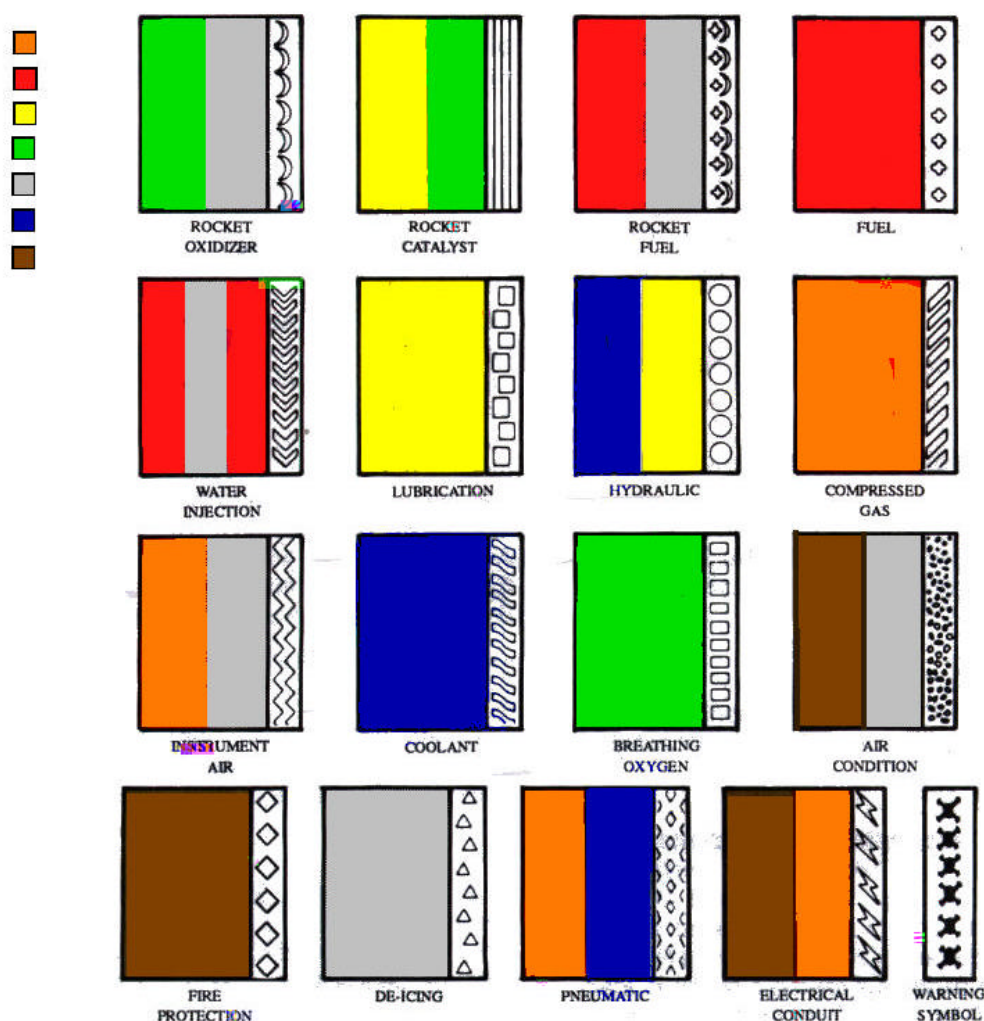 ROCKET
OXIDIZER
ROCKET
CATALYST
ROCKET
FUEL
FUEL
WATER
INJECTION
LUBRICATION
HYDRAULIC
COMPRESSED
GAS
INSTRUMENT
AIR
COOLANT
BREATHING
OXYGEN
AIR
CONDITION
FIRE
PROTECTION
DE-ICING
PNEUMATIC
ELECTRICAL
CONDUIT
WARNING
SYMBOL